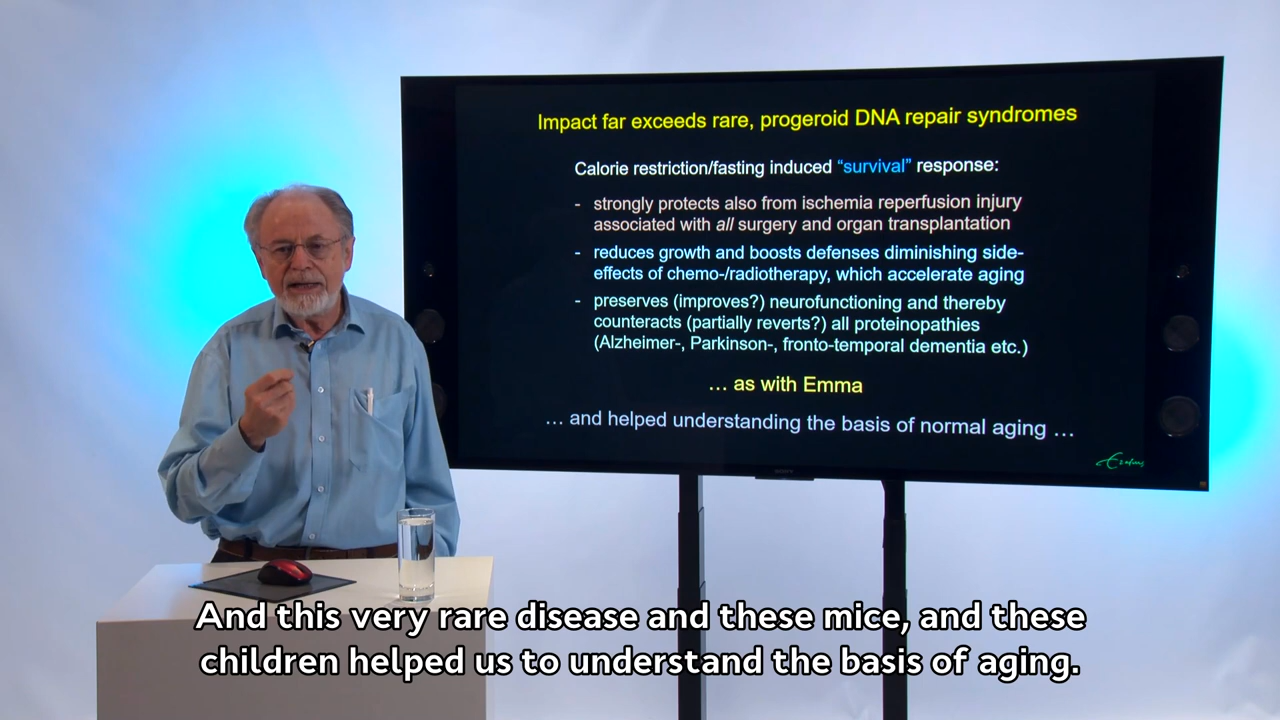 Impact far exceeds rare, progeroid DNA repair syndromes
Calorie restriction/fasting induced “survival” response:
- strongly protects also from ischemia reperfusion injury
associated with all surgery and organ transplantation
- reduces growth and boosts defenses diminishing side-
effects of chemo-/radiotherapy, which accelerate aging
- preserves (improves?) neurofunctioning and thereby
counteracts (partially reverts?) all proteinopathies
(Alzheimer-, Parkinson-, fronto-temporal dementia etc.)
… as with Emma
… and helped understanding the basis of normal aging …
SONY
And this very rare disease and these mice, and these
children helped us to understand the basis of aging.